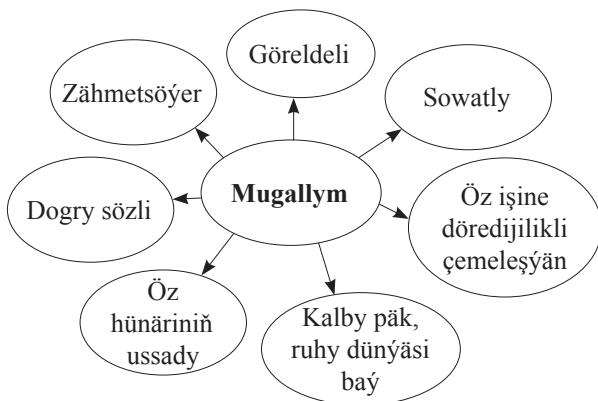 Göreldeli
Zähmetsöýer
Sowatly
Mugallym
Dogry sözli
Öz işine
döredijilikli
çemeleşýän
Öz
hünäriniň
ussady
Kalby päk,
ruhy dünýäsi
baý